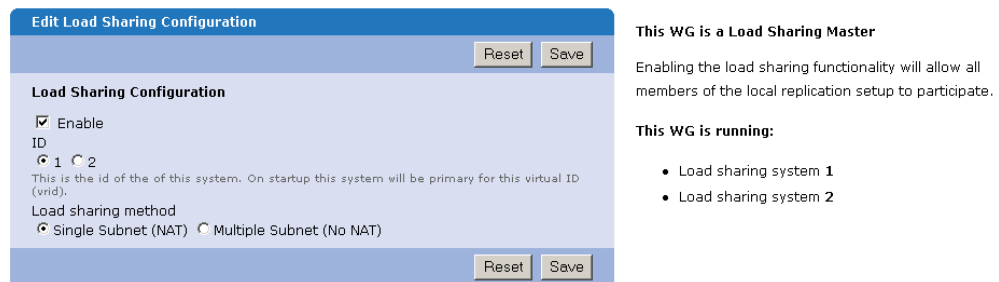 Edit Load Sharing Configuration
Reset Save
Load Sharing Configuration
Enable
ID
1 2
This is the id of the of this system. On startup this system will be primary for this virtual ID
(vrid).
Load sharing method
Single Subnet (NAT) Multiple Subnet (No NAT)
Reset Save
This WG is a Load Sharing Master
Enabling the load sharing functionality will allow all
members of the local replication setup to participate.
This WG is running:
• Load sharing system 1
• Load sharing system 2